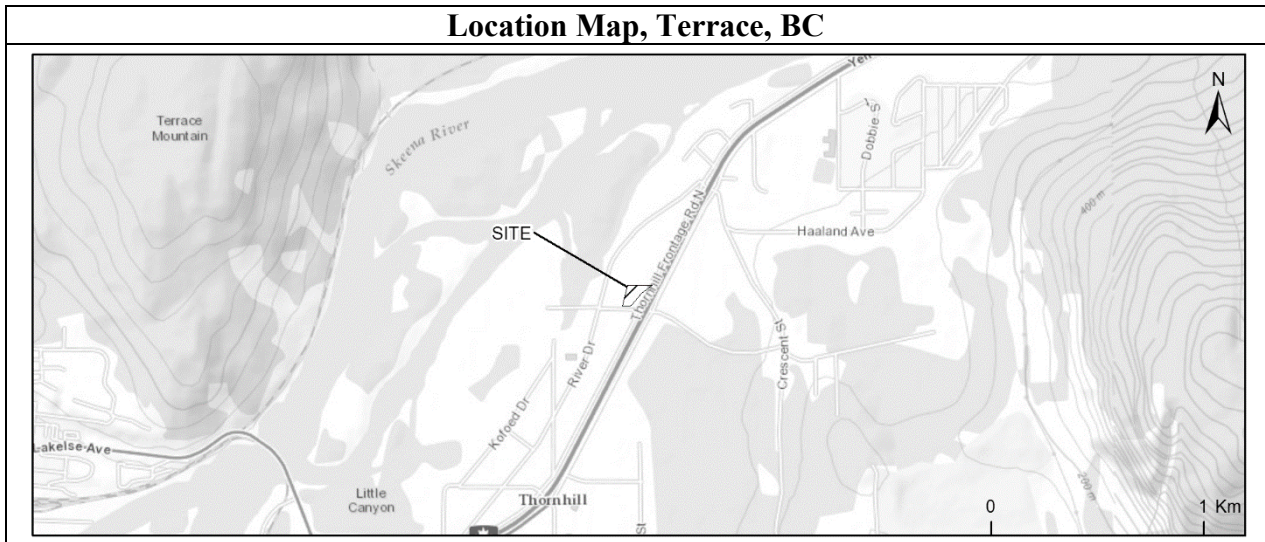 Location Map, Terrace, BC
Terrace
Mountain
Skeena River
Yell
Dobbie S
N
SITE
Thornhill Frontage Rd N
Haaland Ave
400 m
Crescent St
River Dr
Kofoed Dr
Lakelse Ave
Little
Canyon
Thornhill
St
200 m
0
1 Km